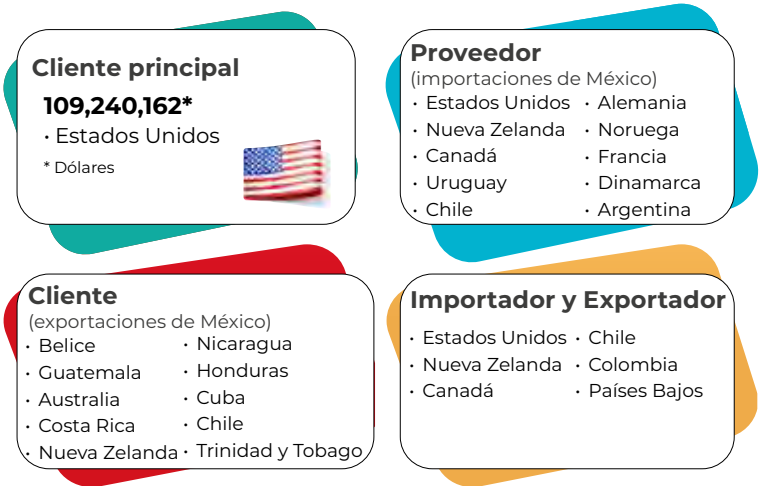 Cliente principal
109,240,162*
· Estados Unidos
* Dólares
Proveedor
(importaciones de México)
· Estados Unidos
· Nueva Zelanda
· Canadá
· Uruguay
· Chile
· Alemania
· Noruega
· Francia
· Dinamarca
· Argentina
Cliente
(exportaciones de México)
· Belice
· Guatemala
· Australia
· Costa Rica
· Nueva Zelanda
· Nicaragua
· Honduras
· Cuba
· Chile
· Trinidad y Tobago
Importador y Exportador
· Estados Unidos
· Nueva Zelanda
· Canadá
· Chile
· Colombia
· Países Bajos